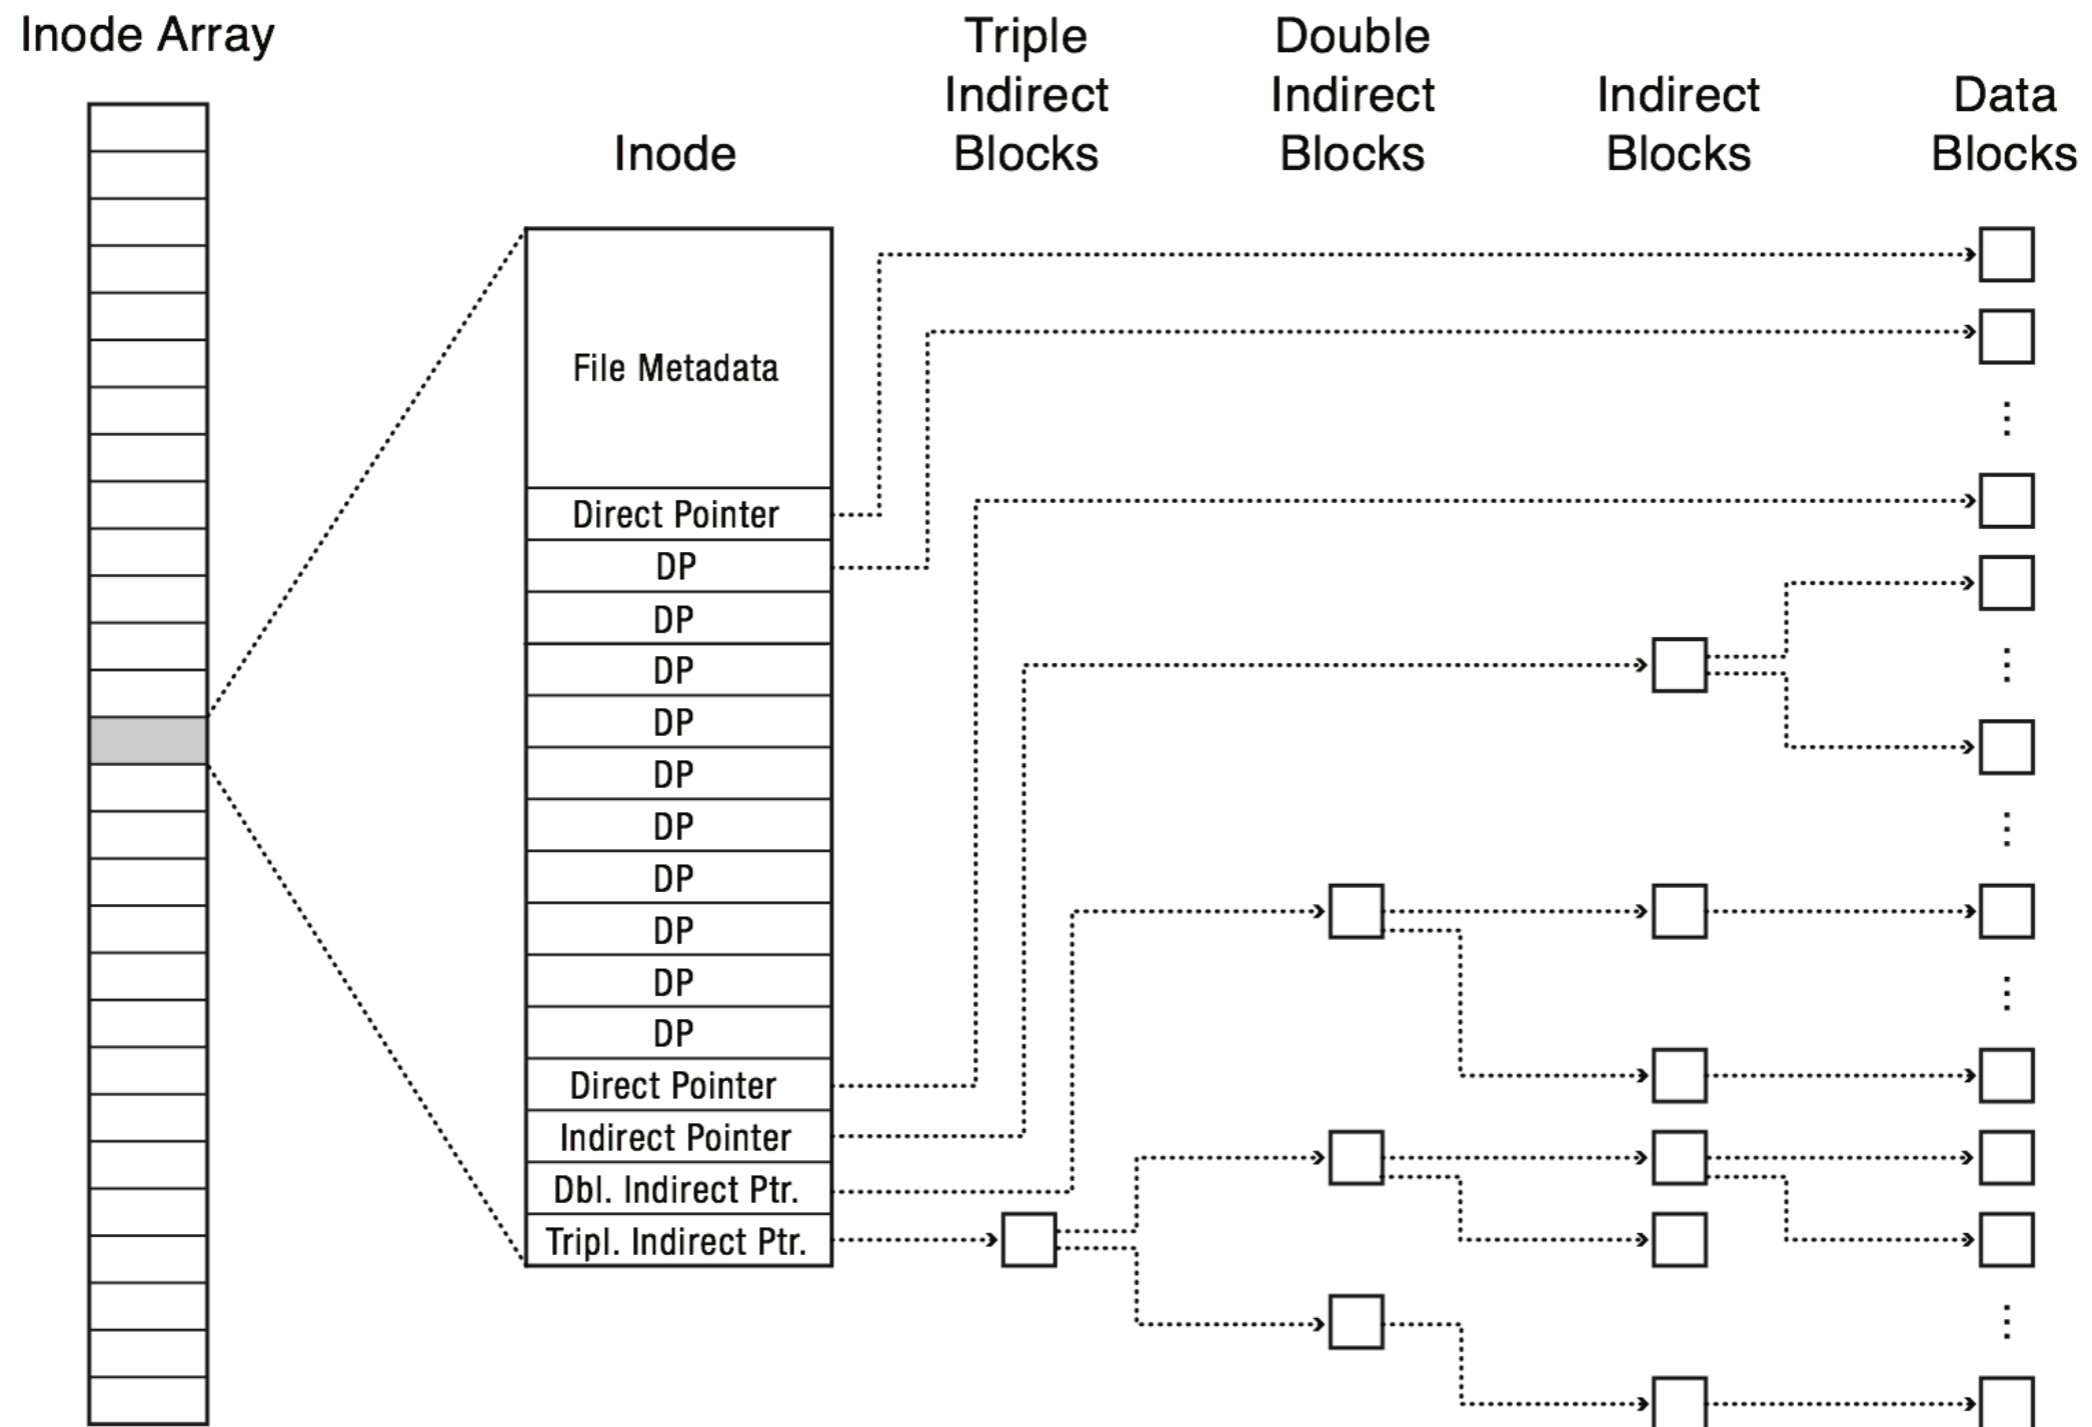 Inode Array
Inode
Triple
Indirect
Blocks
Double
Indirect
Blocks
Indirect
Blocks
Data
Blocks
File Metadata
Direct Pointer
DP
DP
DP
DP
DP
DP
DP
DP
DP
DP
Direct Pointer
Indirect Pointer
Dbl. Indirect Ptr.
Tripl. Indirect Ptr.